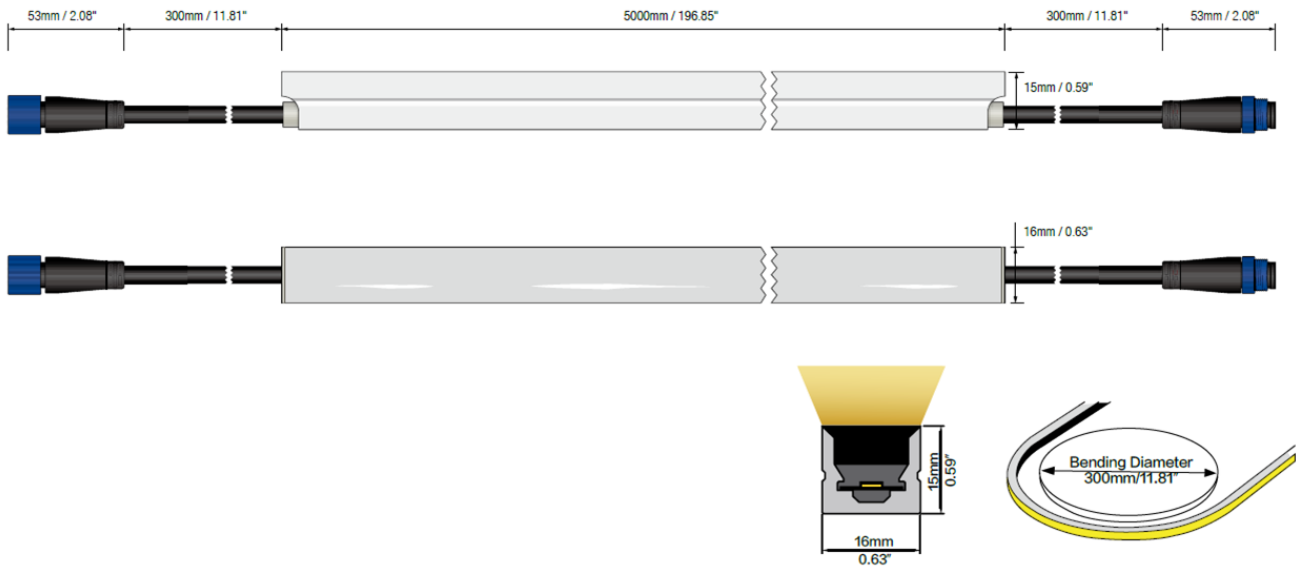 53mm / 2.08"
300mm / 11.81"
5000mm / 196.85"
300mm / 11.81"
53mm / 2.08"
15mm / 0.59"
16mm / 0.63"
15mm
0.59"
16mm
0.63"
Bending Diameter
300mm/11.81"